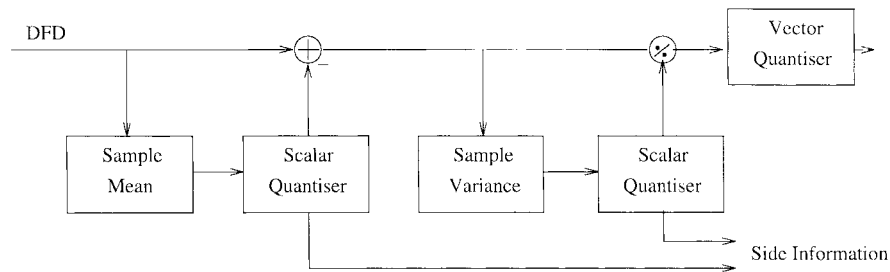 DFD
Vector
Quantiser
Sample
Mean
Scalar
Quantiser
Sample
Variance
Scalar
Quantiser
Side Information